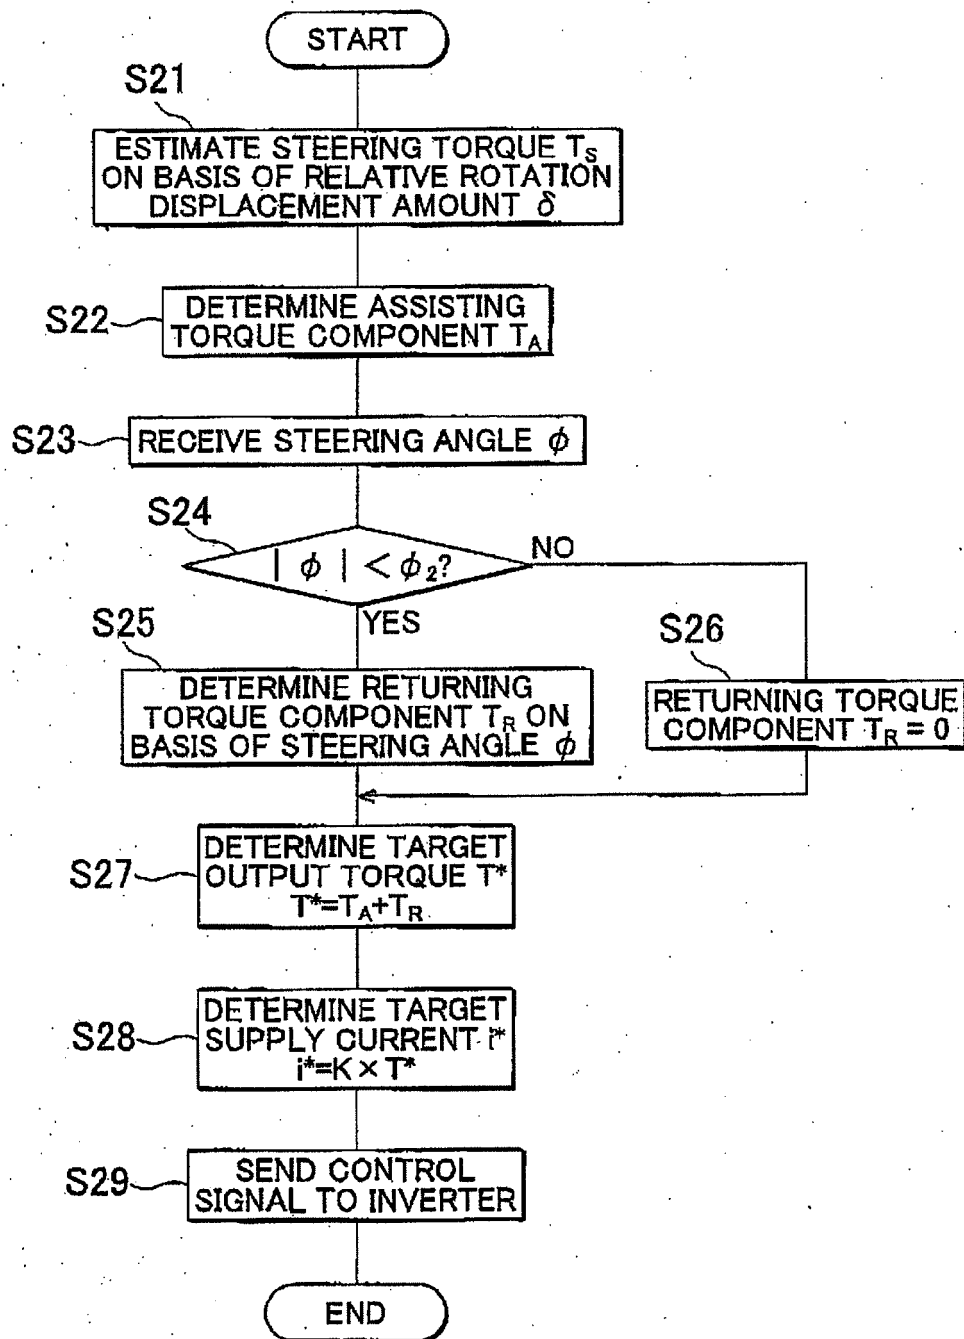 START
S21
ESTIMATE STEERING TORQUE TS
ON BASIS OF RELATIVE ROTATION
DISPLACEMENT AMOUNT δ
S22
DETERMINE ASSISTING
TORQUE COMPONENT TA
S23
RECEIVE STEERING ANGLE ϕ
S24
| ϕ | < ϕ2?
NO
YES
S25
DETERMINE RETURNING
TORQUE COMPONENT TR ON
BASIS OF STEERING ANGLE ϕ
S26
RETURNING TORQUE
COMPONENT TR = 0
S27
DETERMINE TARGET
OUTPUT TORQUE T*
T*=TA+TR
S28
DETERMINE TARGET
SUPPLY CURRENT i*
i*=K×T*
S29
SEND CONTROL
SIGNAL TO INVERTER
END